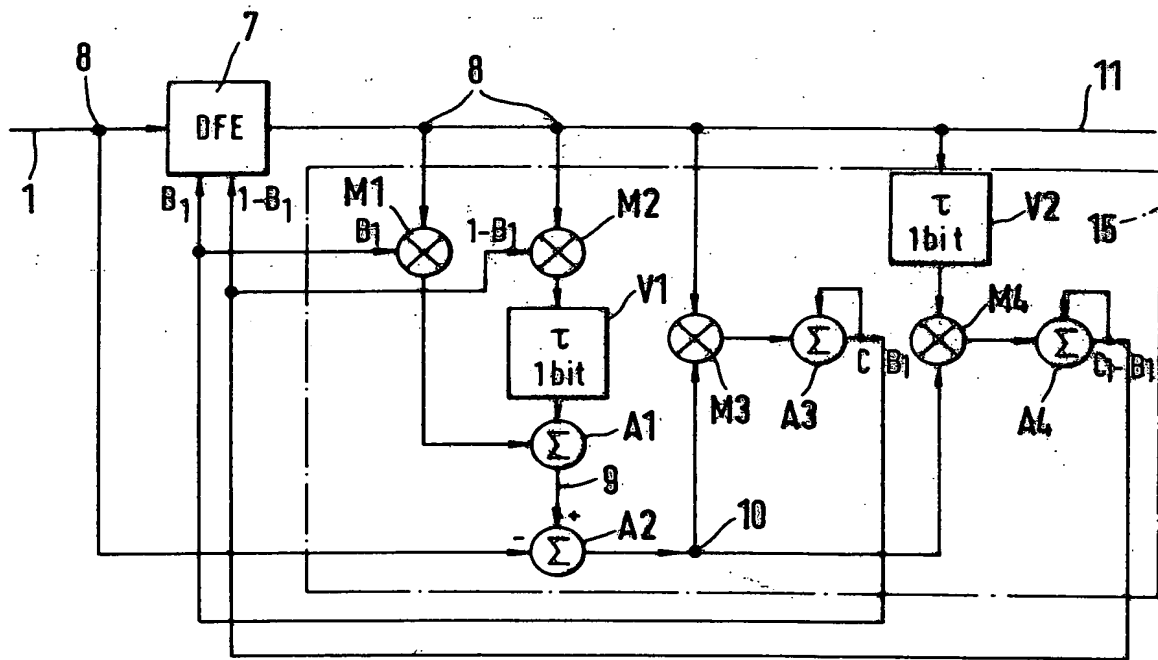 7
8
8
11
DFE
1
B1
1-B1
M1
B1
1-B1
M2
τ
1bit
V2
15
V1
τ
1bit
M3
Σ
C
B1
A3
M4
Σ
C1-B1
A4
Σ
A1
9
+
-
Σ
A2
10